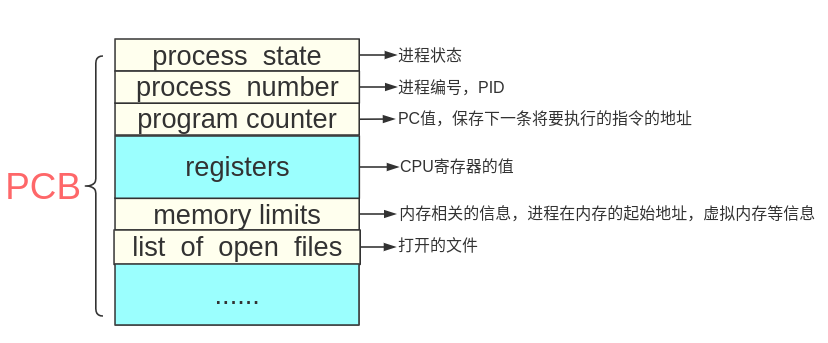 process state
进程状态
process number
进程编号，PID
program counter
PC值，保存下一条将要执行的指令的地址
PCB
registers
CPU寄存器的值
memory limits
内存相关的信息，进程在内存的起始地址，虚拟内存等信息
list of open files
打开的文件
......